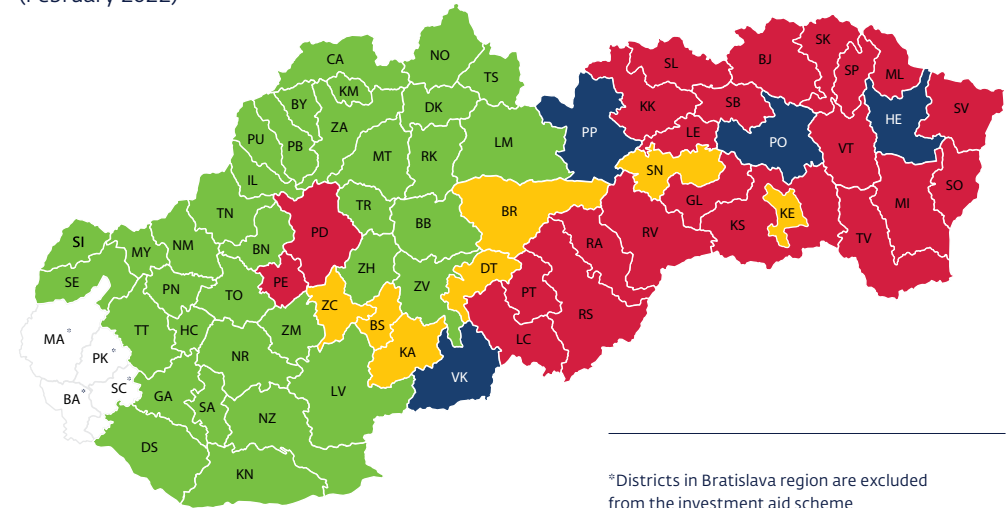 (February 2022)
NO
CA
TS
KM
BY
DK
ZA
PU
PB
LM
MT
RK
IL
TR
TN
BB
PD
BN
SI
MY
NM
ZH
SE
PE
ZV
PN
TO
ZC
TT
HC
ZM
BS
MA*
NR
KA
PK*
LV
VK
SC*
BA*
GA
SA
NZ
DS
KN
SK
SL
BJ
SP
ML
KK
SB
SV
PP
LE
PO
HE
VT
SN
SO
GL
MI
BR
KE
KS
RV
RA
TV
DT
PT
RS
LC
*Districts in Bratislava region are excluded
from the investment aid scheme